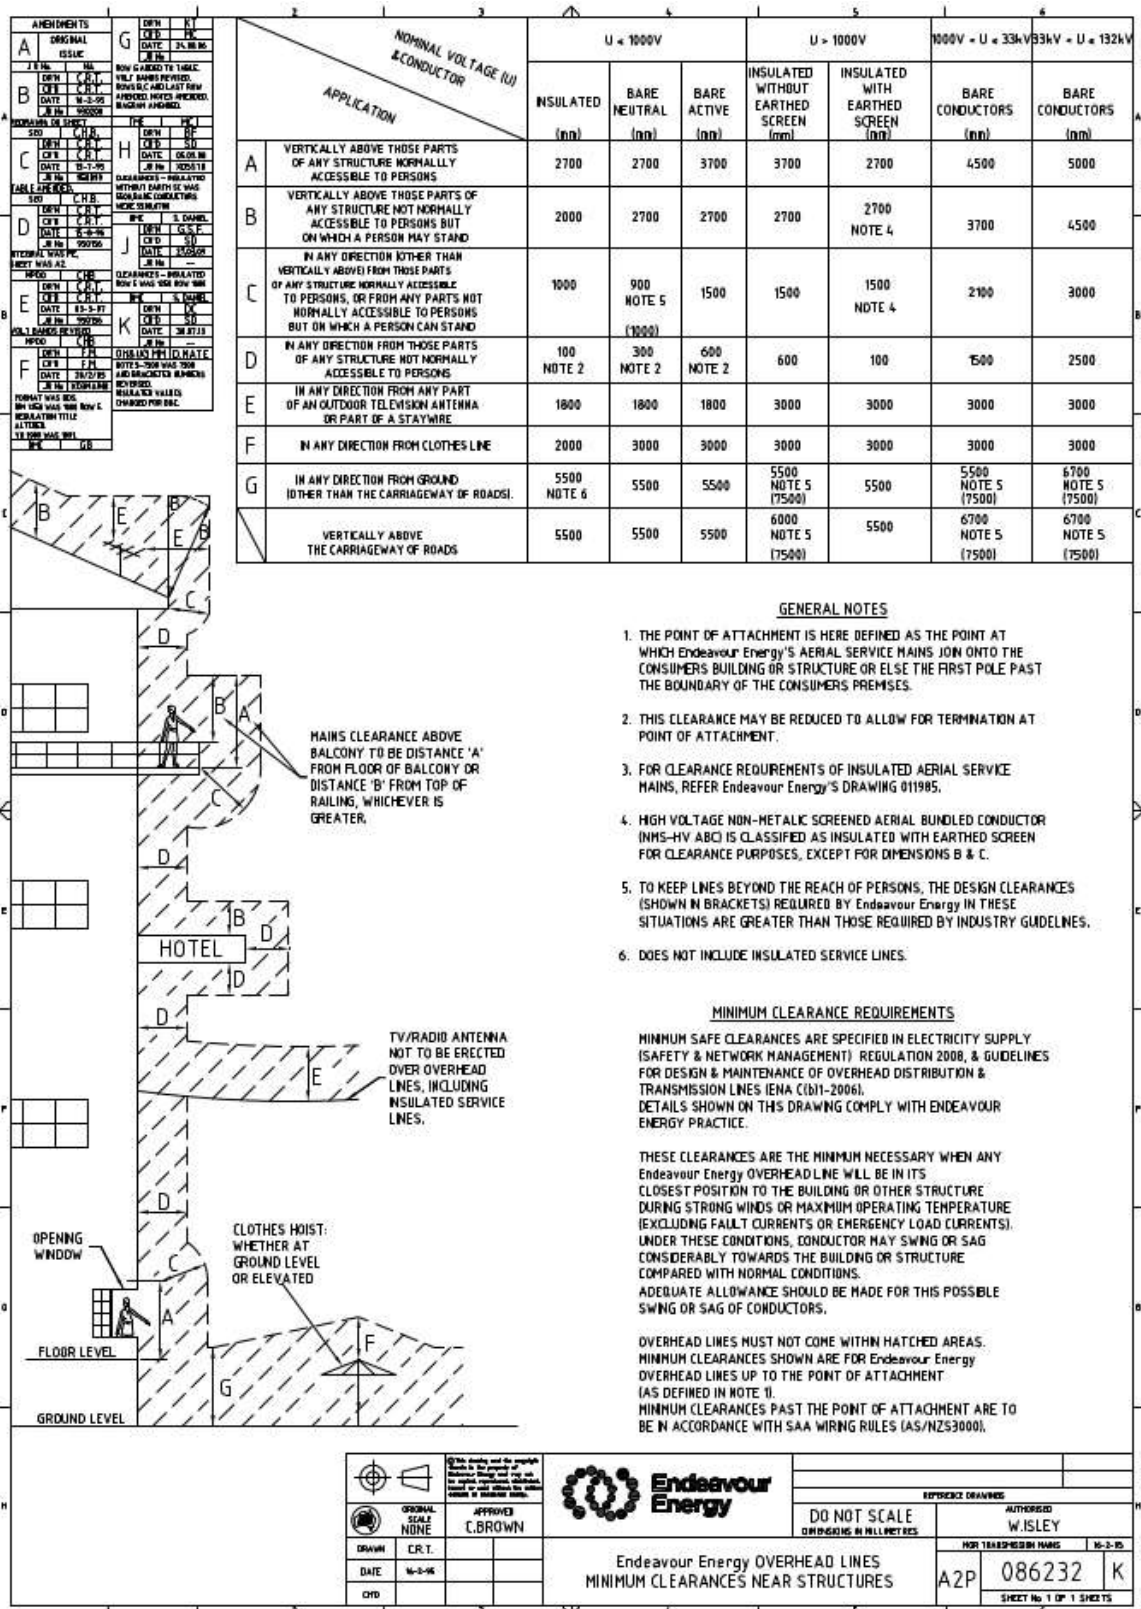 AMENDMENTS
A
ORIGINAL
ISSUE
B
DR'N C.R.T.
C
DR'N C.R.T.
D
DR'N C.R.T.
E
DR'N C.R.T.
F
DR'N F.M.
G
DR'N KT
H
DR'N BF
J
DR'N G.S.F.
K
DR'N
NOMINAL VOLTAGE (U)
& CONDUCTOR
APPLICATION
U < 1000V
U > 1000V
1000V < U ≤ 33kV
33kV < U ≤ 132kV
INSULATED
(mm)
BARE
NEUTRAL
(mm)
BARE
ACTIVE
(mm)
INSULATED
WITHOUT
EARTHED
SCREEN
(mm)
INSULATED
WITH
EARTHED
SCREEN
(mm)
BARE
CONDUCTORS
(mm)
BARE
CONDUCTORS
(mm)
A
VERTICALLY ABOVE THOSE PARTS
OF ANY STRUCTURE NORMALLLY
ACCESSIBLE TO PERSONS
2700 2700 3700 3700 2700 4500 5000
B
VERTICALLY ABOVE THOSE PARTS OF
ANY STRUCTURE NOT NORMALLY
ACCESSIBLE TO PERSONS BUT
ON WHICH A PERSON MAY STAND
2000 2700 2700 2700 2700 NOTE 4 3700 4500
C
IN ANY DIRECTION (OTHER THAN
VERTICALLY ABOVE) FROM THOSE PARTS
OF ANY STRUCTURE NORMALLY ACCESSIBLE
TO PERSONS, OR FROM ANY PARTS NOT
NORMALLY ACCESSIBLE TO PERSONS
BUT ON WHICH A PERSON CAN STAND
1000 900 NOTE 5 (1000) 1500 1500 1500 NOTE 4 2100 3000
D
IN ANY DIRECTION FROM THOSE PARTS
OF ANY STRUCTURE NOT NORMALLY
ACCESSIBLE TO PERSONS
100 NOTE 2 300 NOTE 2 600 NOTE 2 600 100 1500 2500
E
IN ANY DIRECTION FROM ANY PART
OF AN OUTDOOR TELEVISION ANTENNA
OR PART OF A STAYWIRE
1800 1800 1800 3000 3000 3000 3000
F
IN ANY DIRECTION FROM CLOTHES LINE
2000 3000 3000 3000 3000 3000 3000
G
IN ANY DIRECTION FROM GROUND
(OTHER THAN THE CARRIAGEWAY OF ROADS).
5500 NOTE 6 5500 5500 5500 NOTE 5 (7500) 5500 5500 NOTE 5 (7500) 6700 NOTE 5 (7500)
VERTICALLY ABOVE
THE CARRIAGEWAY OF ROADS
5500 5500 5500 6000 NOTE 5 (7500) 5500 6700 NOTE 5 (7500) 6700 NOTE 5 (7500)
MAINS CLEARANCE ABOVE
BALCONY TO BE DISTANCE 'A'
FROM FLOOR OF BALCONY OR
DISTANCE 'B' FROM TOP OF
RAILING, WHICHEVER IS
GREATER.
HOTEL
TV/RADIO ANTENNA
NOT TO BE ERECTED
OVER OVERHEAD
LINES, INCLUDING
INSULATED SERVICE
LINES.
OPENING
WINDOW
CLOTHES HOIST:
WHETHER AT
GROUND LEVEL
OR ELEVATED
FLOOR LEVEL
GROUND LEVEL
GENERAL NOTES
1. THE POINT OF ATTACHMENT IS HERE DEFINED AS THE POINT AT
WHICH Endeavour Energy'S AERIAL SERVICE MAINS JOIN ONTO THE
CONSUMERS BUILDING OR STRUCTURE OR ELSE THE FIRST POLE PAST
THE BOUNDARY OF THE CONSUMERS PREMISES.
2. THIS CLEARANCE MAY BE REDUCED TO ALLOW FOR TERMINATION AT
POINT OF ATTACHMENT.
3. FOR CLEARANCE REQUIREMENTS OF INSULATED AERIAL SERVICE
MAINS, REFER Endeavour Energy'S DRAWING 011985.
4. HIGH VOLTAGE NON-METALIC SCREENED AERIAL BUNDLED CONDUCTOR
(NMS-HV ABC) IS CLASSIFIED AS INSULATED WITH EARTHED SCREEN
FOR CLEARANCE PURPOSES, EXCEPT FOR DIMENSIONS B & C.
5. TO KEEP LINES BEYOND THE REACH OF PERSONS, THE DESIGN CLEARANCES
(SHOWN IN BRACKETS) REQUIRED BY Endeavour Energy IN THESE
SITUATIONS ARE GREATER THAN THOSE REQUIRED BY INDUSTRY GUIDELINES.
6. DOES NOT INCLUDE INSULATED SERVICE LINES.
MINIMUM CLEARANCE REQUIREMENTS
MINIMUM SAFE CLEARANCES ARE SPECIFIED IN ELECTRICITY SUPPLY
(SAFETY & NETWORK MANAGEMENT) REGULATION 2008, & GUIDELINES
FOR DESIGN & MAINTENANCE OF OVERHEAD DISTRIBUTION &
TRANSMISSION LINES (ENA C(b)1-2006).
DETAILS SHOWN ON THIS DRAWING COMPLY WITH ENDEAVOUR
ENERGY PRACTICE.
THESE CLEARANCES ARE THE MINIMUM NECESSARY WHEN ANY
Endeavour Energy OVERHEAD LINE WILL BE IN ITS
CLOSEST POSITION TO THE BUILDING OR OTHER STRUCTURE
DURING STRONG WINDS OR MAXIMUM OPERATING TEMPERATURE
(EXCLUDING FAULT CURRENTS OR EMERGENCY LOAD CURRENTS).
UNDER THESE CONDITIONS, CONDUCTOR MAY SWING OR SAG
CONSIDERABLY TOWARDS THE BUILDING OR STRUCTURE
COMPARED WITH NORMAL CONDITIONS.
ADEQUATE ALLOWANCE SHOULD BE MADE FOR THIS POSSIBLE
SWING OR SAG OF CONDUCTORS.
OVERHEAD LINES MUST NOT COME WITHIN HATCHED AREAS.
MINIMUM CLEARANCES SHOWN ARE FOR Endeavour Energy
OVERHEAD LINES UP TO THE POINT OF ATTACHMENT
(AS DEFINED IN NOTE 1).
MINIMUM CLEARANCES PAST THE POINT OF ATTACHMENT ARE TO
BE IN ACCORDANCE WITH SAA WIRING RULES (AS/NZS3000).
ORIGINAL
SCALE
NONE
APPROVED
C.BROWN
DRAWN C.R.T.
DATE 16-2-95
CH'D
Endeavour
Energy
REFERENCE DRAWINGS
DO NOT SCALE
DIMENSIONS IN MILLIMETRES
AUTHORISED
W.ISLEY
MGR TRANSMISSION MAINS 16-2-95
Endeavour Energy OVERHEAD LINES
MINIMUM CLEARANCES NEAR STRUCTURES
A2P 086232 K
SHEET No 1 OF 1 SHEETS